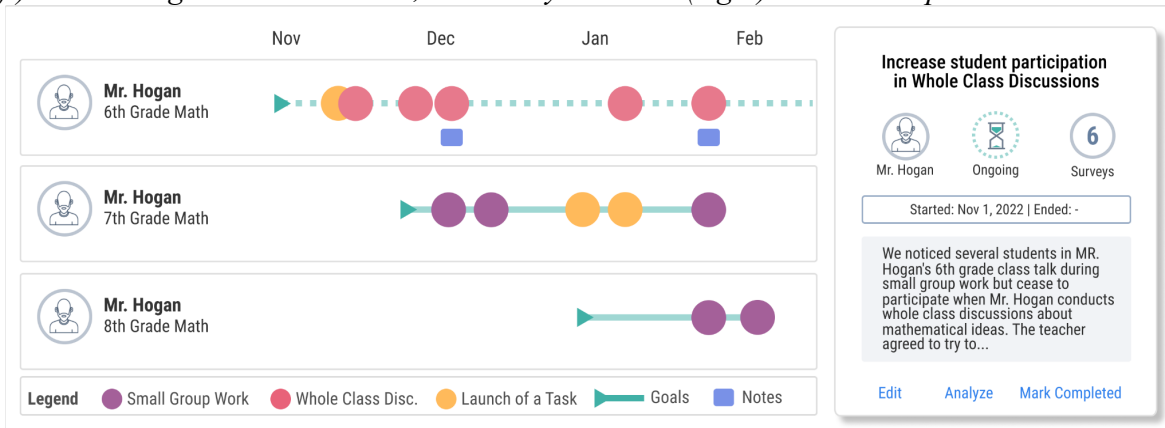 Nov Dec Jan Feb
Mr. Hogan
6th Grade Math
Mr. Hogan
7th Grade Math
Mr. Hogan
8th Grade Math
Legend Small Group Work Whole Class Disc. Launch of a Task Goals Notes
Increase student participation
in Whole Class Discussions
6
Mr. Hogan Ongoing Surveys
Started: Nov 1, 2022 | Ended: -
We noticed several students in MR.
Hogan's 6th grade class talk during
small group work but cease to
participate when Mr. Hogan conducts
whole class discussions about
mathematical ideas. The teacher
agreed to try to...
Edit Analyze Mark Completed